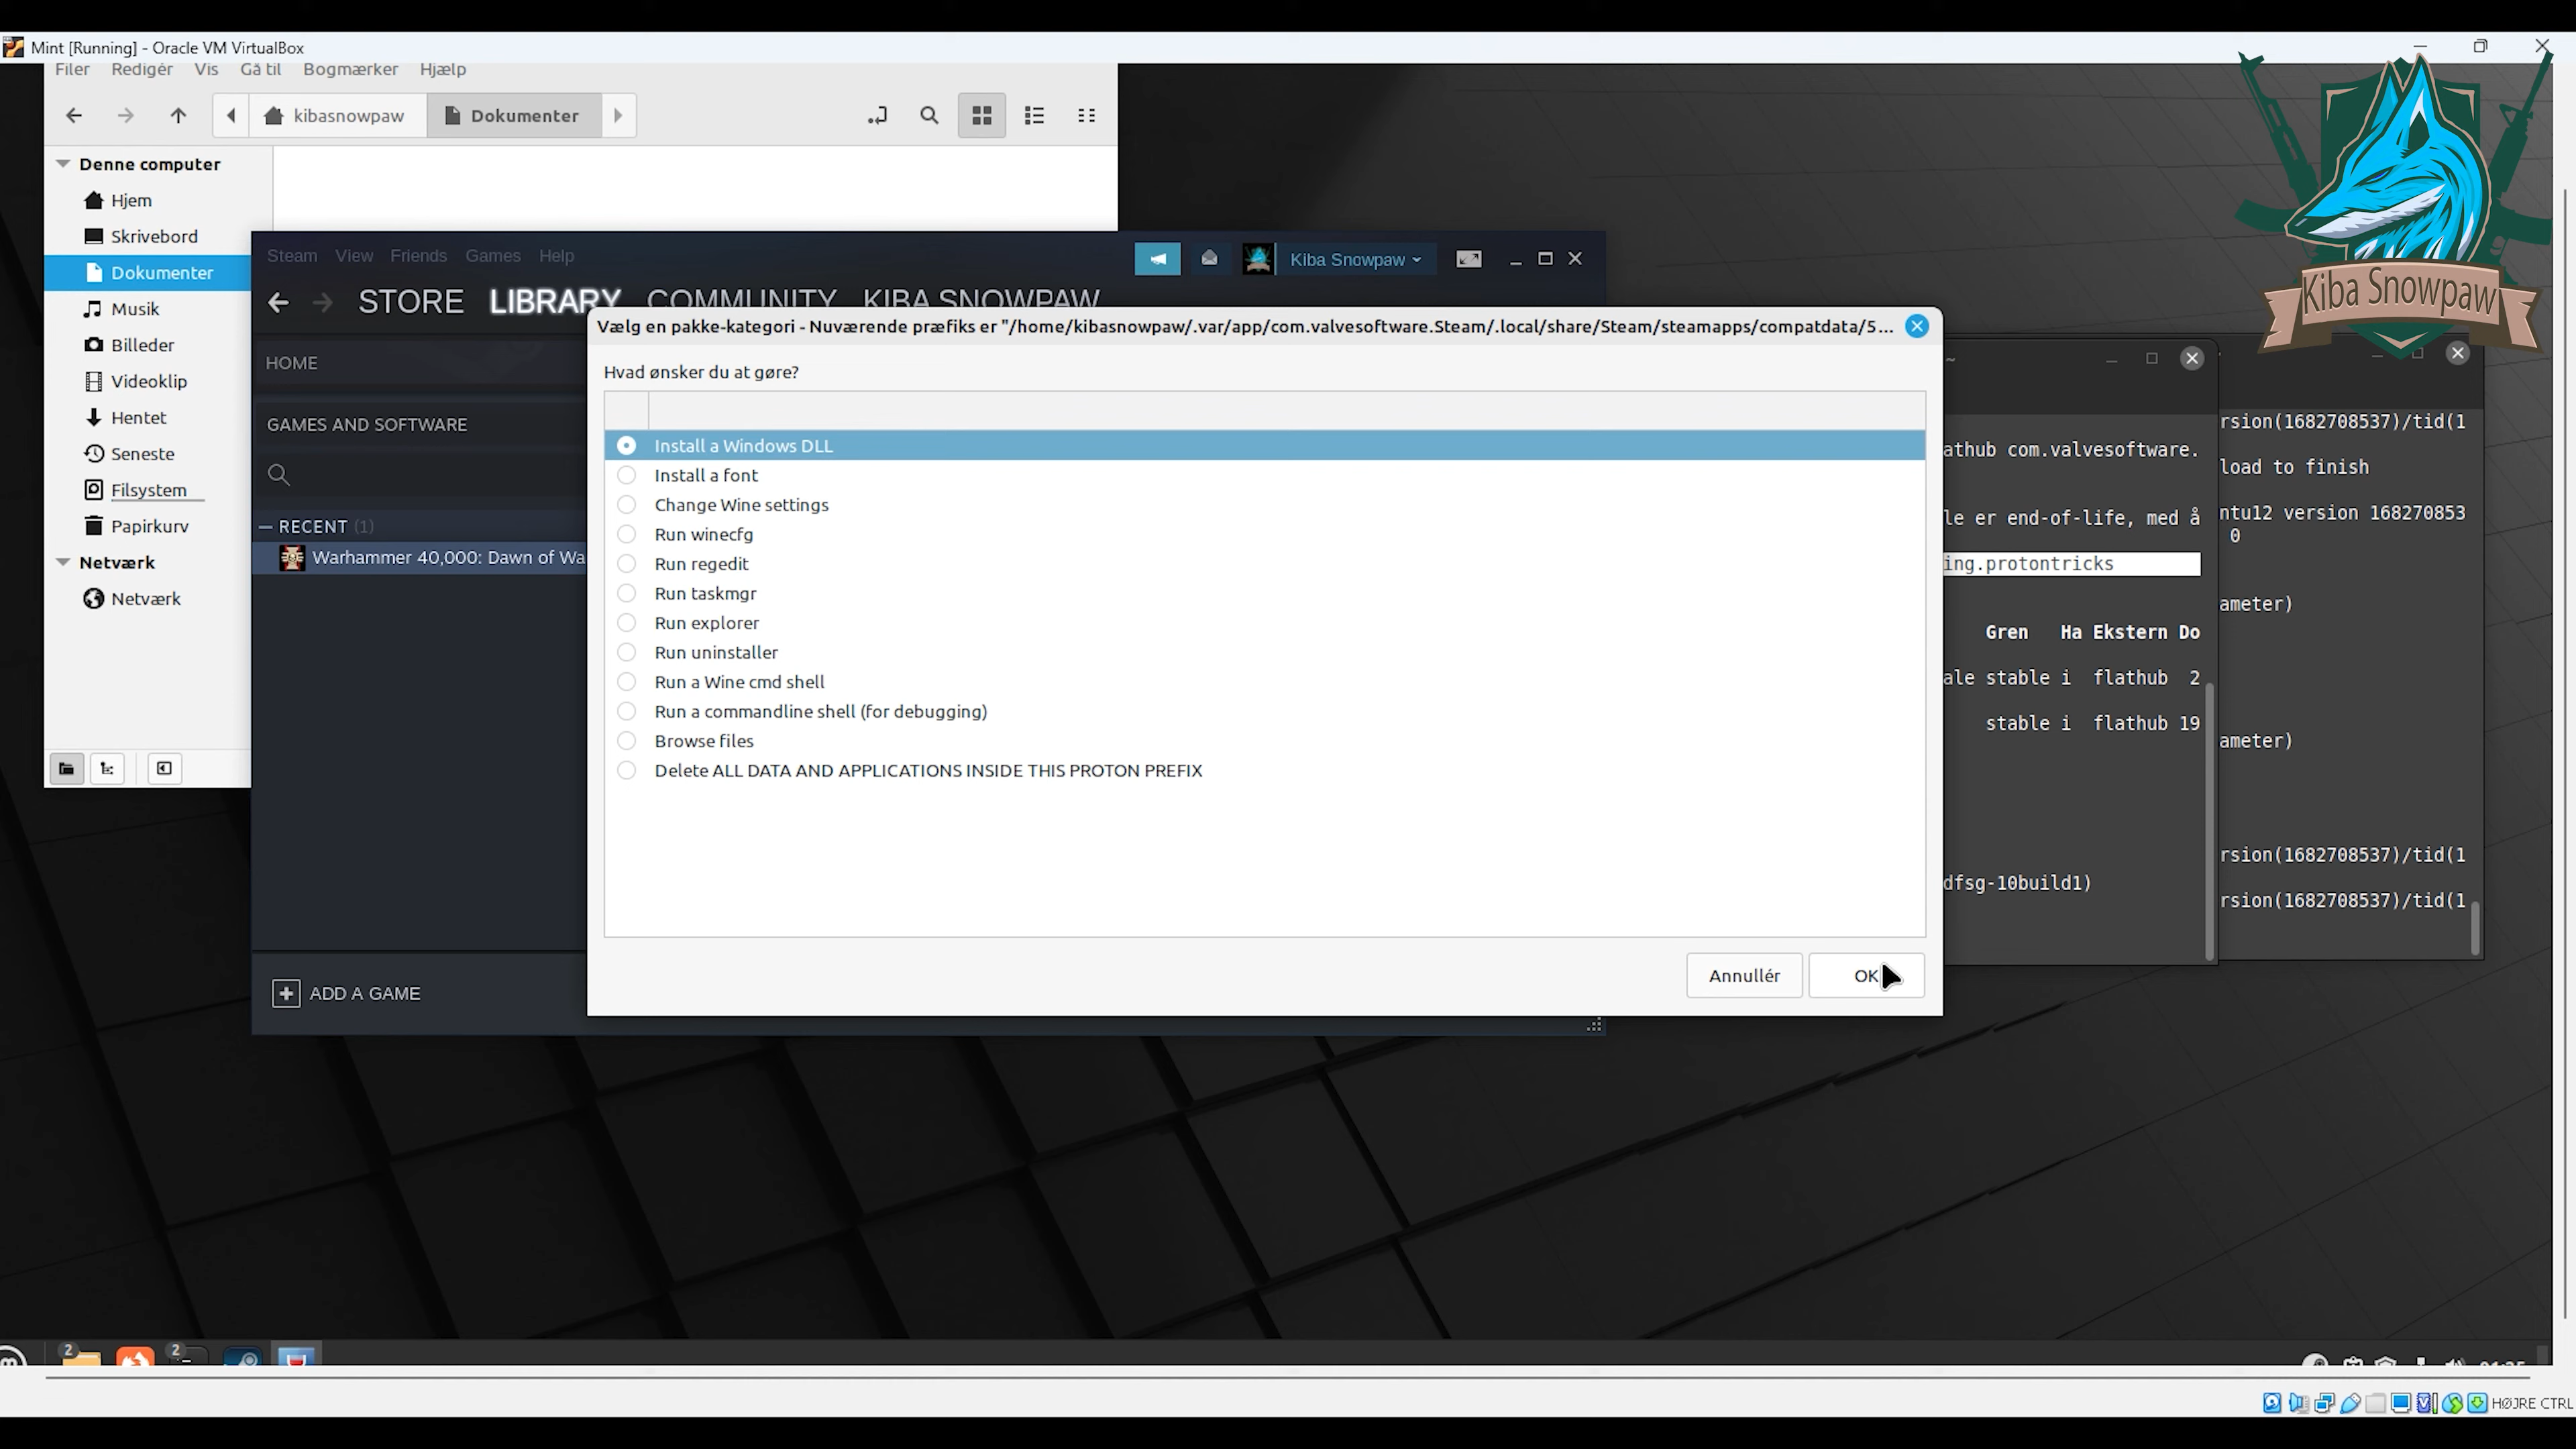 Mint [Running] - Oracle VM VirtualBox
Filer Redigér Vis Gå til Bogmærker Hjælp
kibasnowpaw Dokumenter
Denne computer
Hjem
Skrivebord
Dokumenter
Musik
Billeder
Videoklip
Hentet
Seneste
Filsystem
Papirkurv
Netværk
Netværk
Steam View Friends Games Help
Kiba Snowpaw
STORE LIBRARY COMMUNITY KIBA SNOWPAW
HOME
GAMES AND SOFTWARE
RECENT (1)
Warhammer 40,000: Dawn of Wa
ADD A GAME
Vælg en pakke-kategori - Nuværende præfiks er "/home/kibasnowpaw/.var/app/com.valvesoftware.Steam/.local/share/Steam/steamapps/compatdata/5...
Hvad ønsker du at gøre?
Install a Windows DLL
Install a font
Change Wine settings
Run winecfg
Run regedit
Run taskmgr
Run explorer
Run uninstaller
Run a Wine cmd shell
Run a commandline shell (for debugging)
Browse files
Delete ALL DATA AND APPLICATIONS INSIDE THIS PROTON PREFIX
Annullér OK
~
athub com.valvesoftware.
le er end-of-life, med å
ing.protontricks
Gren Ha Ekstern Do
ale stable i flathub 2
stable i flathub 19
dfsg-10build1)
rsion(1682708537)/tid(1
load to finish
ntu12 version 168270853
0
ameter)
ameter)
rsion(1682708537)/tid(1
rsion(1682708537)/tid(1
Kiba Snowpaw
2
2
HØJRE CTRL